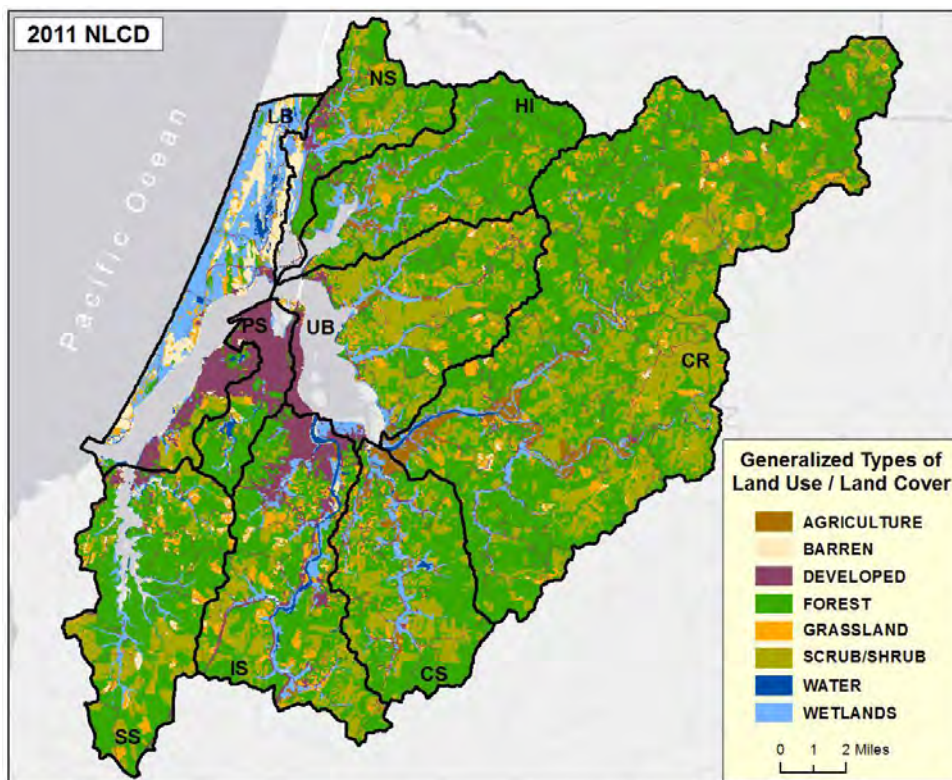 2011 NLCD
Pacific Ocean
NS
HI
LB
PS
UB
CR
IS
CS
SS
Generalized Types of
Land Use / Land Cover
AGRICULTURE
BARREN
DEVELOPED
FOREST
GRASSLAND
SCRUB/SHRUB
WATER
WETLANDS
0 1 2 Miles